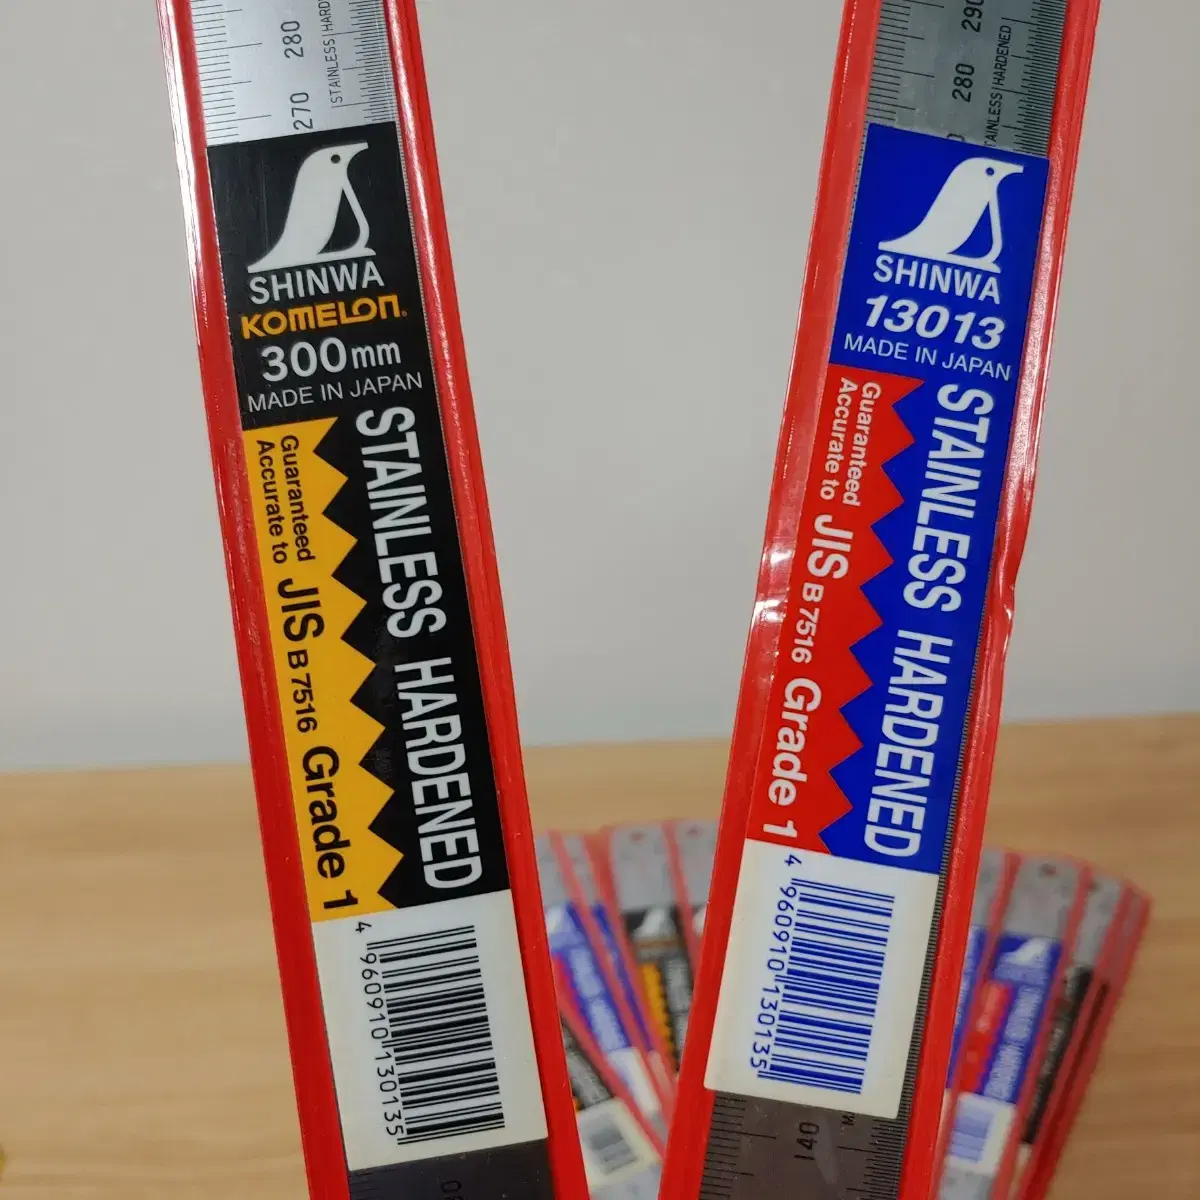 280
270
STAINLESS HARD
SHINWA
KOMELON
300mm
MADE IN JAPAN
STAINLESS HARDENED
Guaranteed
Accurate to JIS B 7516 Grade 1
4 960910 130135
290
280
STAINLESS HARDENED
SHINWA
13013
MADE IN JAPAN
STAINLESS HARDENED
Guaranteed
Accurate to JIS B 7516 Grade 1
4 960910 130135
140